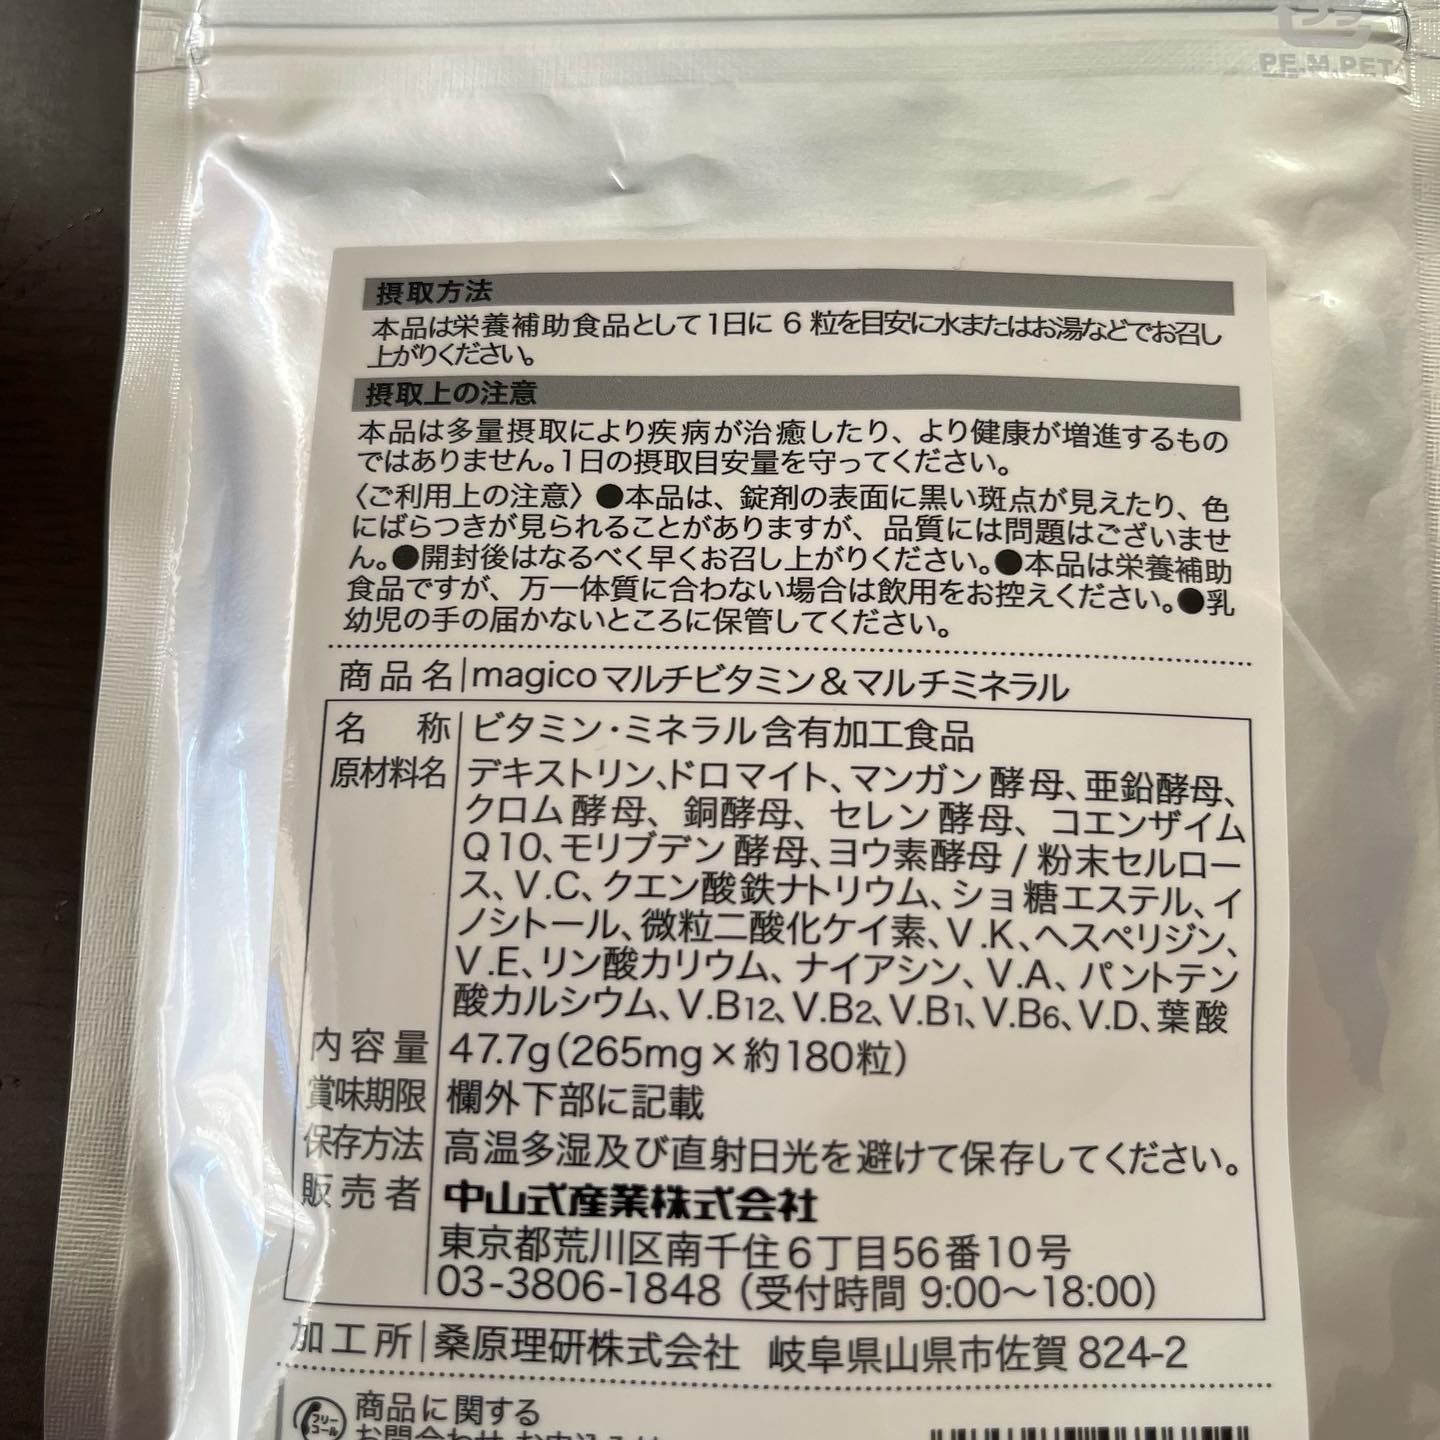 PE.M.PET
摂取方法
本品は栄養補助食品として1日に 6 粒を目安に水またはお湯などでお召し
上がりください。
摂取上の注意
本品は多量摂取により疾病が治癒したり、より健康が増進するもの
ではありません。1日の摂取目安量を守ってください。
〈ご利用上の注意〉●本品は、錠剤の表面に黒い斑点が見えたり、色
にばらつきが見られることがありますが、品質には問題はございませ
ん。●開封後はなるべく早くお召し上がりください。●本品は栄養補助
食品ですが、万一体質に合わない場合は飲用をお控えください。●乳
幼児の手の届かないところに保管してください。
商品名 magicoマルチビタミン&マルチミネラル
名称 ビタミン・ミネラル含有加工食品
原材料名 デキストリン、ドロマイト、マンガン酵母、亜鉛酵母、
クロム酵母、銅酵母、セレン酵母、コエンザイム
Q10、モリブデン酵母、ヨウ素酵母/粉末セルロー
ス、V.C、クエン酸鉄ナトリウム、ショ糖エステル、イ
ノシトール、微粒二酸化ケイ素、V.K、ヘスペリジン、
V.E、リン酸カリウム、ナイアシン、V.A、パントテン
酸カルシウム、V.B12、V.B2、V.B1、V.B6、V.D、葉酸
内容量 47.7g(265mg×約180粒)
賞味期限 欄外下部に記載
保存方法 高温多湿及び直射日光を避けて保存してください。
販売者 中山式産業株式会社
東京都荒川区南千住6丁目56番10号
03-3806-1848 (受付時間 9:00〜18:00)
加工所 桑原理研株式会社 岐阜県山県市佐賀 824-2
フリーコール
商品に関する